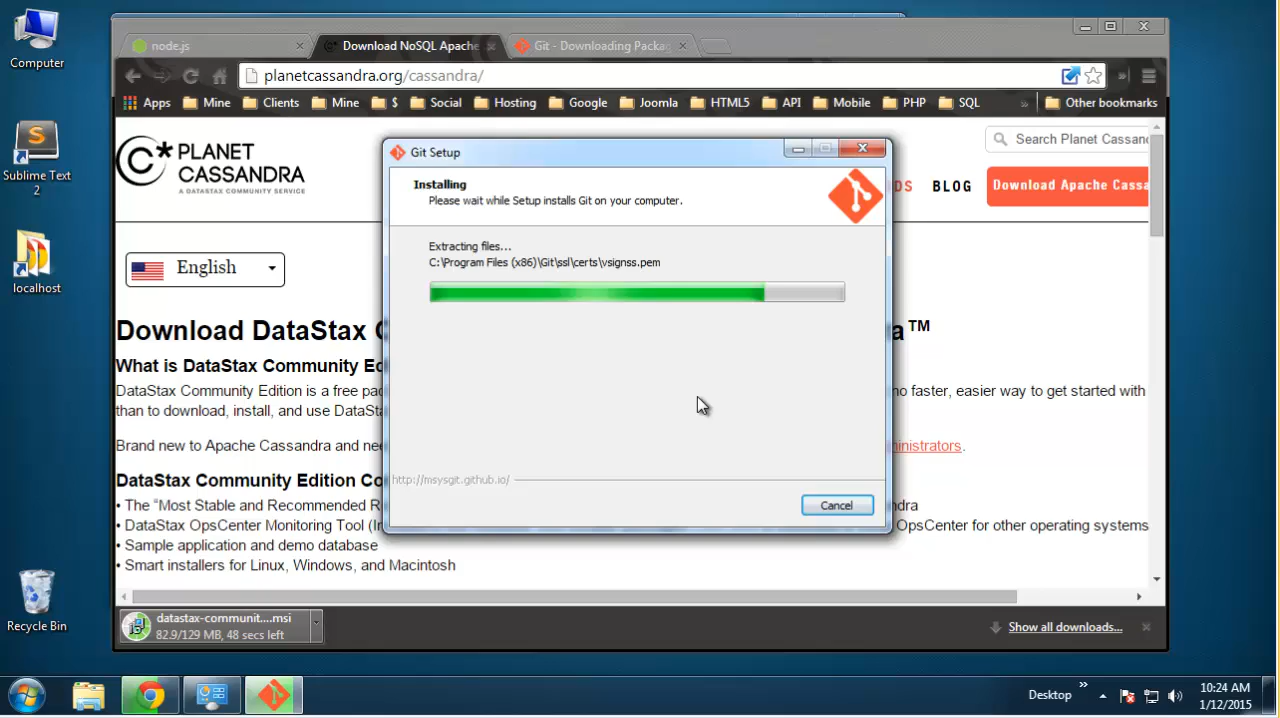 Computer
Sublime Text
2
localhost
Recycle Bin
node.js
Download NoSQL Apache
Git - Downloading Packa
planetcassandra.org/cassandra/
Apps Mine Clients Mine $ Social Hosting Google Joomla HTML5 API Mobile PHP SQL » Other bookmarks
C* PLANET
CASSANDRA
A DATASTAX COMMUNITY SERVICE
Search Planet Cassand
DS BLOG Download Apache Cassa
English
Download DataStax C a™
What is DataStax Community Ed
DataStax Community Edition is a free pac no faster, easier way to get started with
than to download, install, and use DataSta
Brand new to Apache Cassandra and nee inistrators.
DataStax Community Edition Co
• The “Most Stable and Recommended R ndra
• DataStax OpsCenter Monitoring Tool (In OpsCenter for other operating systems
• Sample application and demo database
• Smart installers for Linux, Windows, and Macintosh
Git Setup
Installing
Please wait while Setup installs Git on your computer.
Extracting files...
C:\Program Files (x86)\Git\ssl\certs\vsignss.pem
http://msysgit.github.io/
Cancel
datastax-communit....msi
82.9/129 MB, 48 secs left
Show all downloads...
Desktop »
10:24 AM
1/12/2015